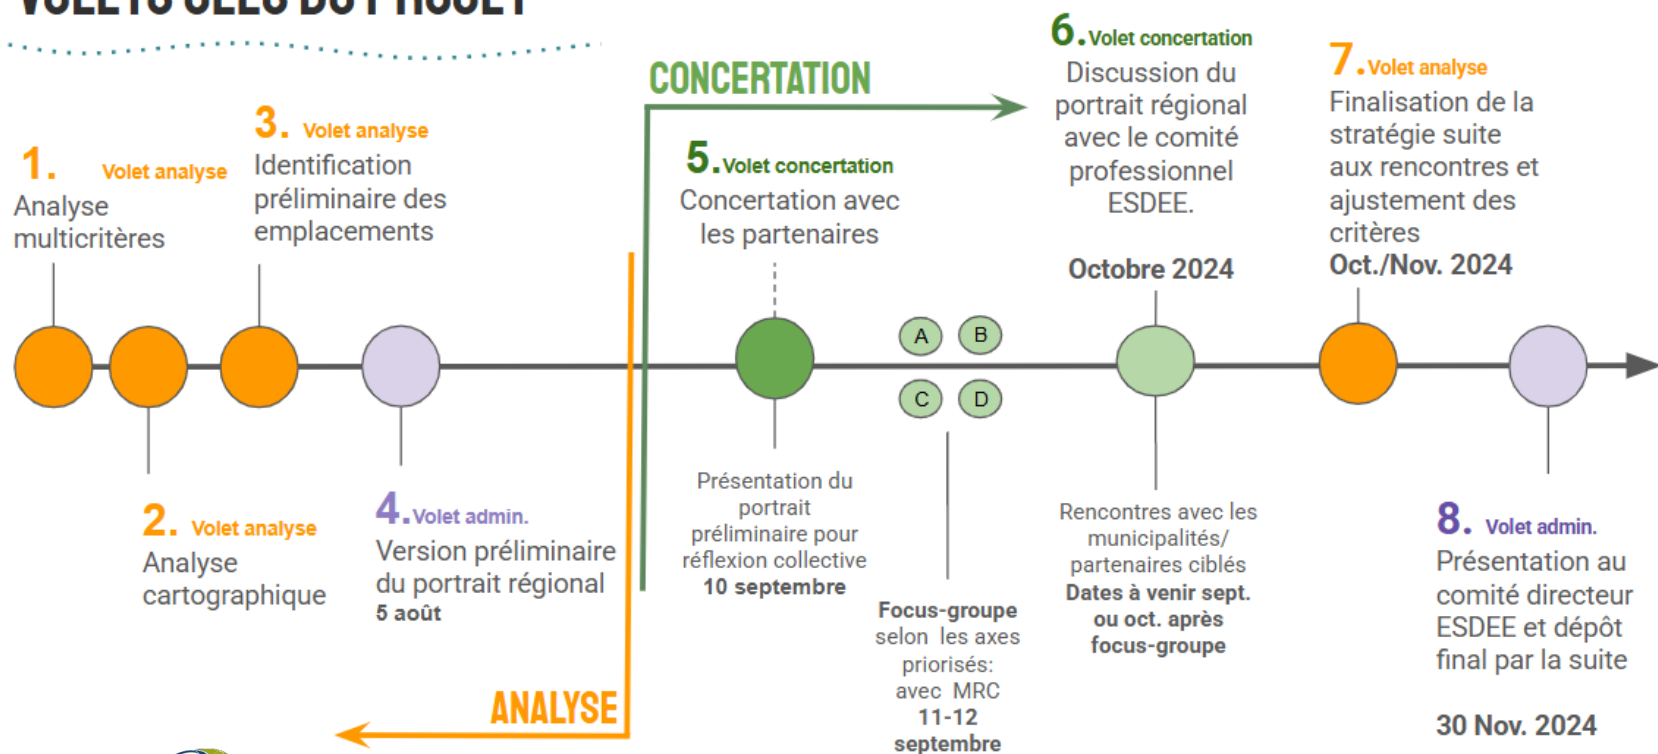 VOLETS CLÉS DU PROJET
CONCERTATION
1. Volet analyse
Analyse
multicritères
3. Volet analyse
Identification
préliminaire des
emplacements
5.Volet concertation
Concertation avec
les partenaires
6.Volet concertation
Discussion du
portrait régional
avec le comité
professionnel
ESDEE.
Octobre 2024
7.Volet analyse
Finalisation de la
stratégie suite
aux rencontres et
ajustement des
critères
Oct./Nov. 2024
A
B
C
D
2. Volet analyse
Analyse
cartographique
4.Volet admin.
Version préliminaire
du portrait régional
5 août
Présentation du
portrait
préliminaire pour
réflexion collective
10 septembre
Focus-groupe
selon les axes
priorisés:
avec MRC
11-12
septembre
Rencontres avec les
municipalités/
partenaires ciblés
Dates à venir sept.
ou oct. après
focus-groupe
8. Volet admin.
Présentation au
comité directeur
ESDEE et dépôt
final par la suite
30 Nov. 2024
ANALYSE